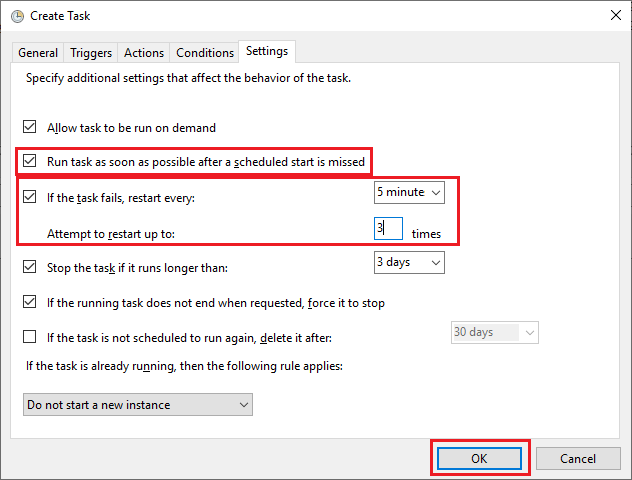 Create Task
General Triggers Actions Conditions Settings
Specify additional settings that affect the behavior of the task.
Allow task to be run on demand
Run task as soon as possible after a scheduled start is missed
If the task fails, restart every: 5 minute
Attempt to restart up to: 3 times
Stop the task if it runs longer than: 3 days
If the running task does not end when requested, force it to stop
If the task is not scheduled to run again, delete it after: 30 days
If the task is already running, then the following rule applies:
Do not start a new instance
OK Cancel